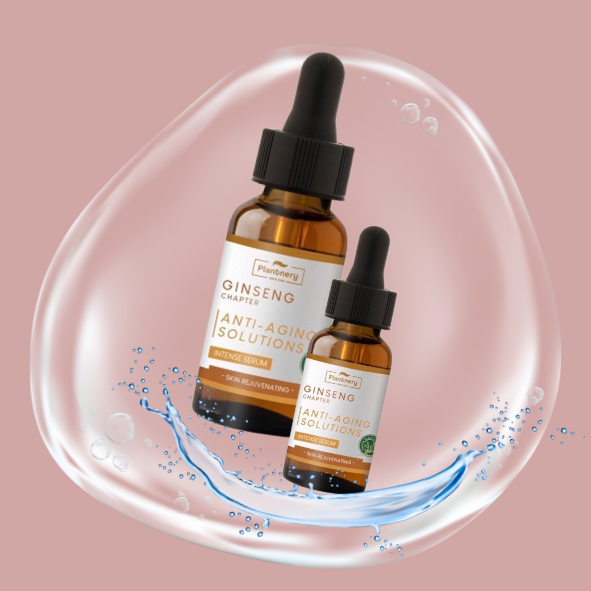 Plantnery
GINSENG
CHAPTER
ANTI-AGING
SOLUTIONS
INTENSE SERUM
- SKIN REJUVENATING -
Plantnery
GINSENG
CHAPTER
ANTI-AGING
SOLUTIONS
INTENSE SERUM
- SKIN REJUVENATING -